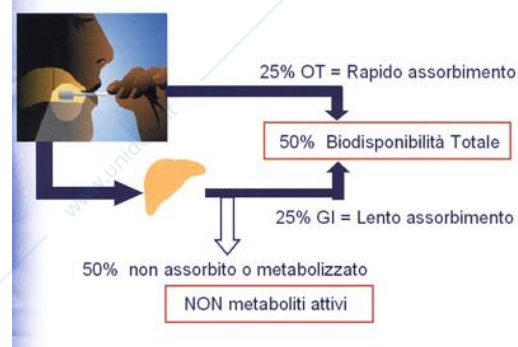 25% OT = Rapido assorbimento
50% Biodisponibilità Totale
25% GI = Lento assorbimento
50% non assorbito o metabolizzato
NON metaboliti attivi